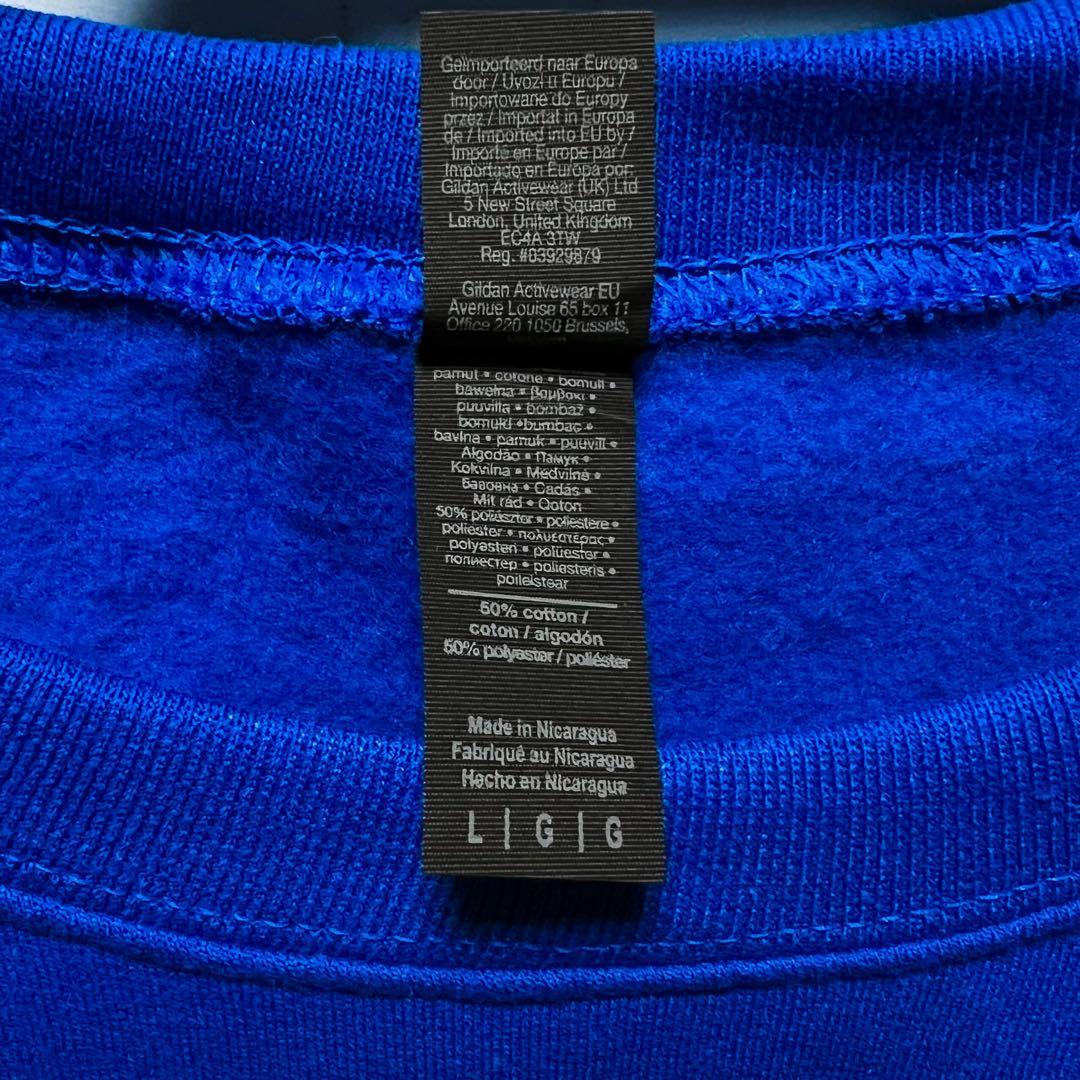 Geïmporteerd naar Europa
door / Uvozi u Europu /
Importowane do Europy
przez / Importat in Europa
de / Imported into EU by /
Importé en Europe par /
Importado en Europa por:
Gildan Activewear (UK) Ltd
5 New Street Square
London, United Kingdom
EC4A 3TW
Reg. #03929879
Gildan Activewear EU
Avenue Louise 65 box 11
Office 220 1050 Brussels,
pamut • cotone • bomull •
bawełna • βαμβακι •
puuvilla • bombaž •
bomuld • bumbac •
bavlna • pamuk • puuvill •
Algodão • Памук •
Kokvilna • Medvilnė •
бавовна • Cadás •
Mit rád • Qoton
50% poliészter • poliestere •
poliester • πολυεστέρας •
polyesteri • polüester •
полиестер • poliesteris •
poileistear
50% cotton /
coton / algodón
50% polyester / poliéster
Made in Nicaragua
Fabriqué au Nicaragua
Hecho en Nicaragua
L | G | G